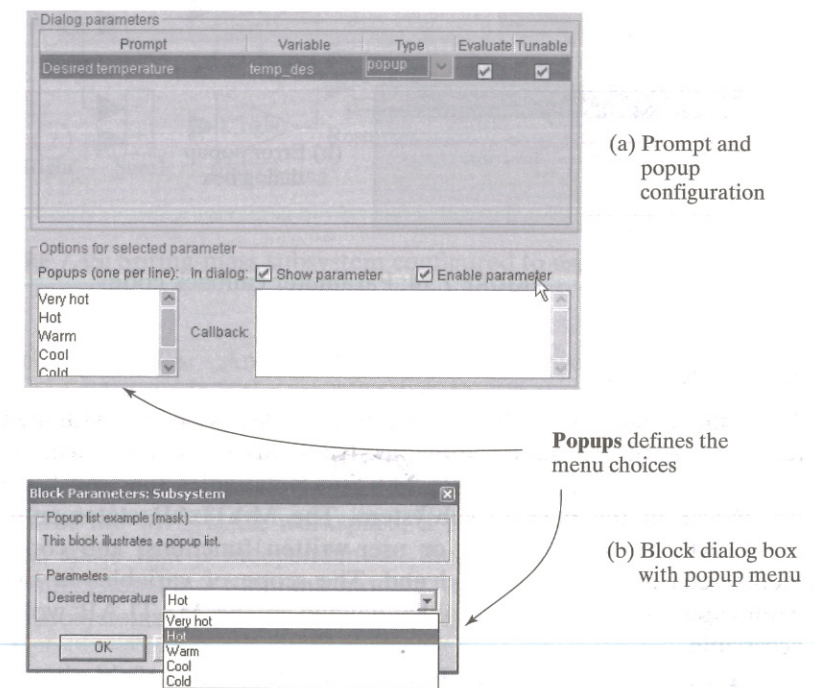 Dialog parameters
Prompt Variable Type Evaluate Tunable
Desired temperature temp_des popup
(a) Prompt and
popup
configuration
Options for selected parameter
Popups (one per line): In dialog: Show parameter Enable parameter
Very hot
Hot
Warm
Cool
Cold
Callback:
Popups defines the
menu choices
Block Parameters: Subsystem
Popup list example (mask)
This block illustrates a popup list.
Parameters
Desired temperature Hot
Very hot
Hot
Warm
Cool
Cold
OK
(b) Block dialog box
with popup menu